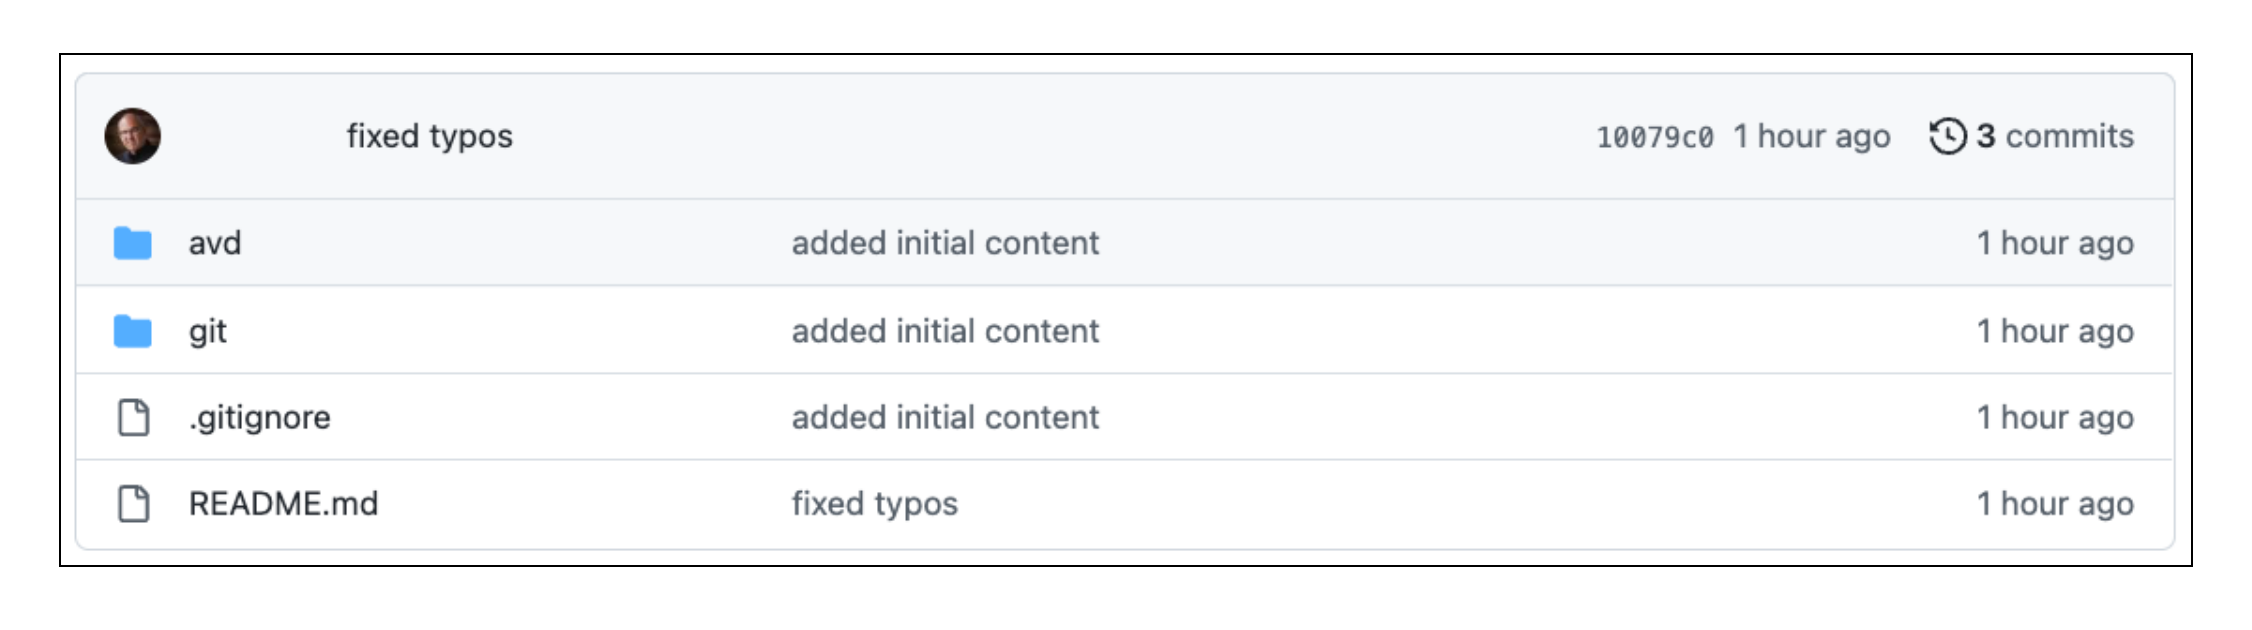 fixed typos 10079c0 1 hour ago 3 commits
avd added initial content 1 hour ago
git added initial content 1 hour ago
.gitignore added initial content 1 hour ago
README.md fixed typos 1 hour ago